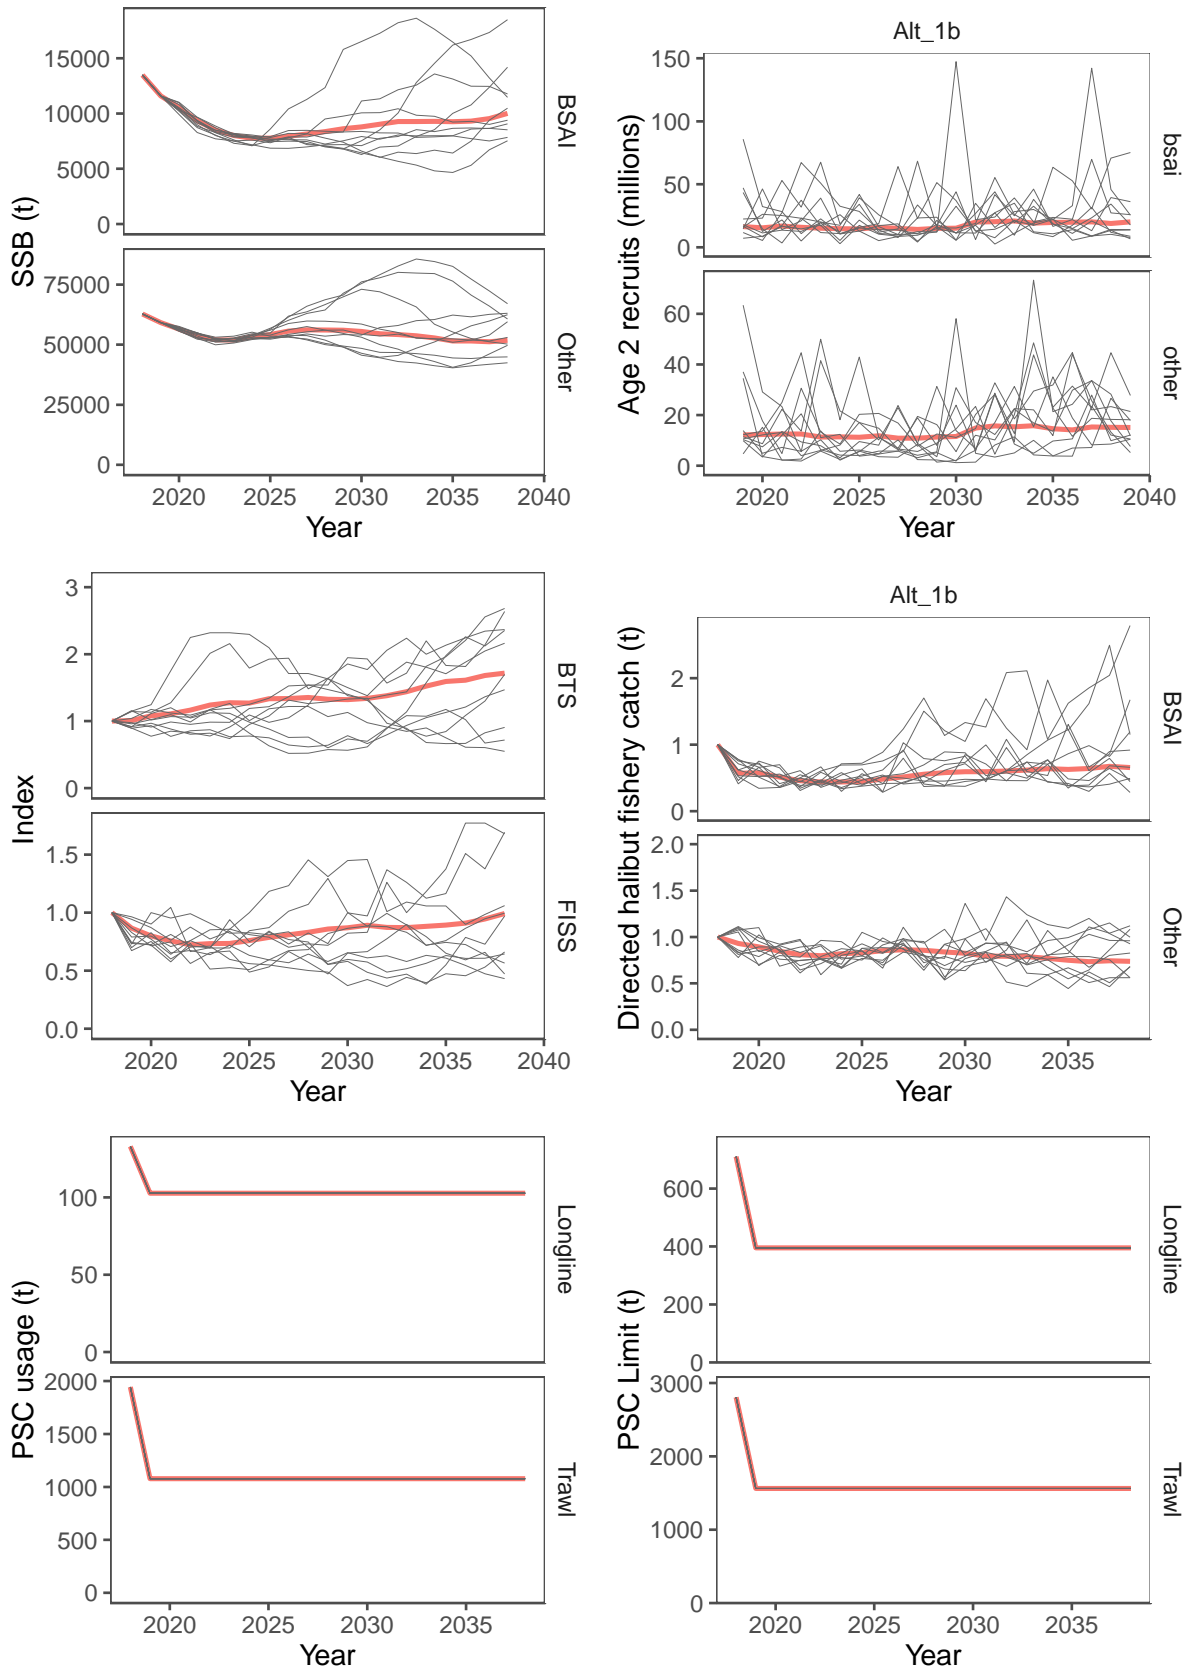 SSB (t)
15000
10000
5000
0
BSAI
75000
50000
25000
0
Other
2020 2025 2030 2035 2040
Year
Alt_1b
Age 2 recruits (millions)
150
100
50
0
bsai
60
40
20
0
other
2020 2025 2030 2035 2040
Year
Index
3
2
1
0
BTS
1.5
1.0
0.5
0.0
FISS
2020 2025 2030 2035 2040
Year
Alt_1b
Directed halibut fishery catch (t)
2
1
0
BSAI
2.0
1.5
1.0
0.5
0.0
Other
2020 2025 2030 2035
Year
PSC usage (t)
100
50
0
Longline
2000
1500
1000
500
0
Trawl
2020 2025 2030 2035
Year
PSC Limit (t)
600
400
200
0
Longline
3000
2000
1000
0
Trawl
2020 2025 2030 2035
Year